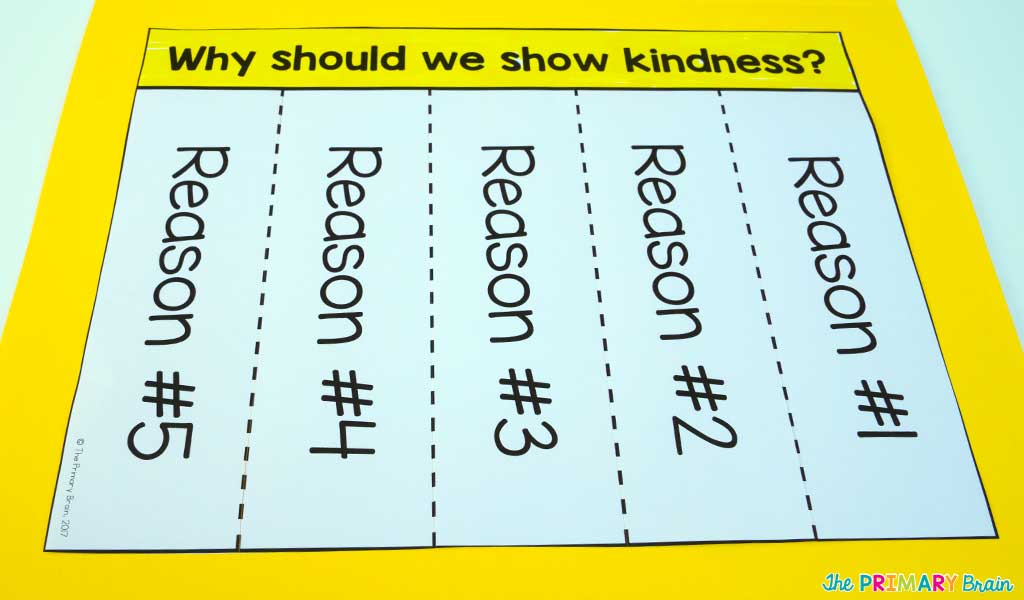 Why should we show kindness?
Reason #1
Reason #2
Reason #3
Reason #4
Reason #5
© The Primary Brain, 2017
The PRIMARY Brain